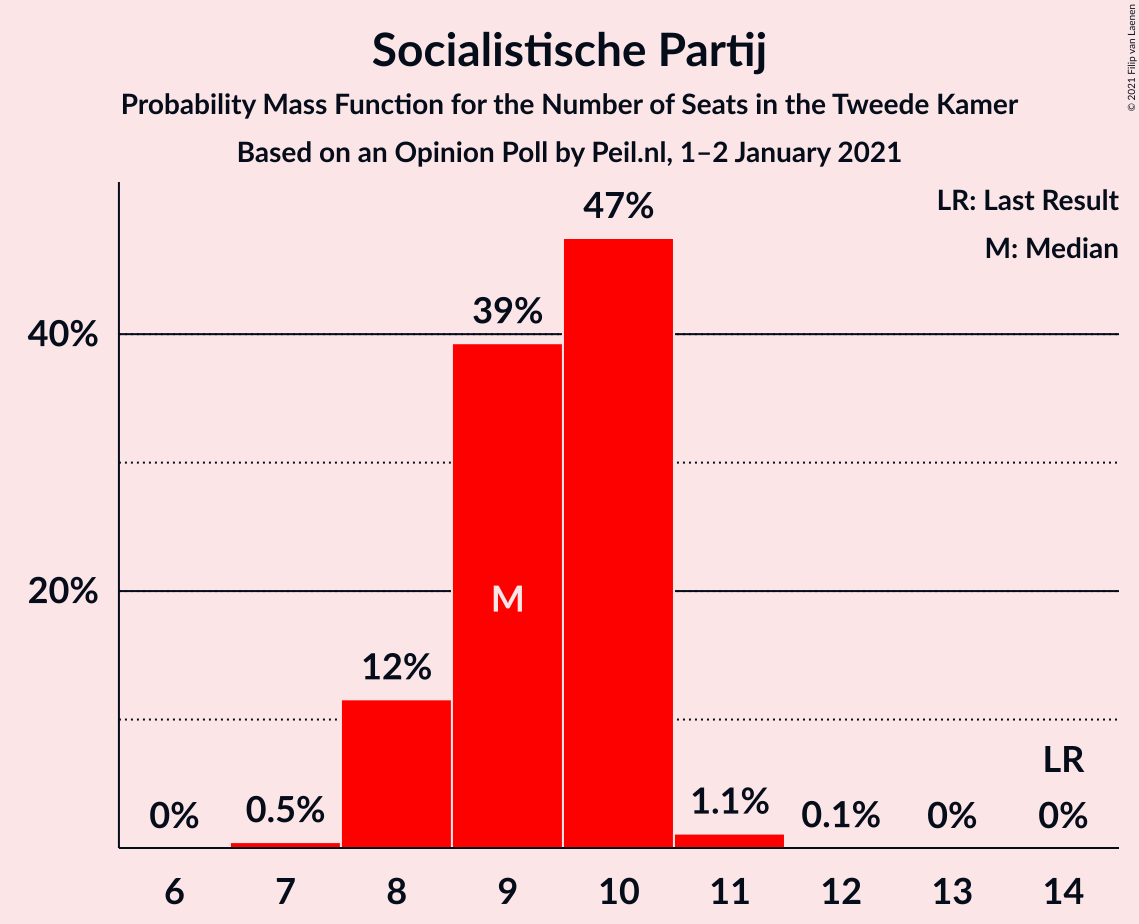 Socialistische Partij
Probability Mass Function for the Number of Seats in the Tweede Kamer
Based on an Opinion Poll by Peil.nl, 1–2 January 2021
© 2021 Filip van Laenen
LR: Last Result
M: Median
47%
39%
40%
20%
M
12%
LR
0%
0.5%
1.1%
0.1%
0%
0%
6 7 8 9 10 11 12 13 14